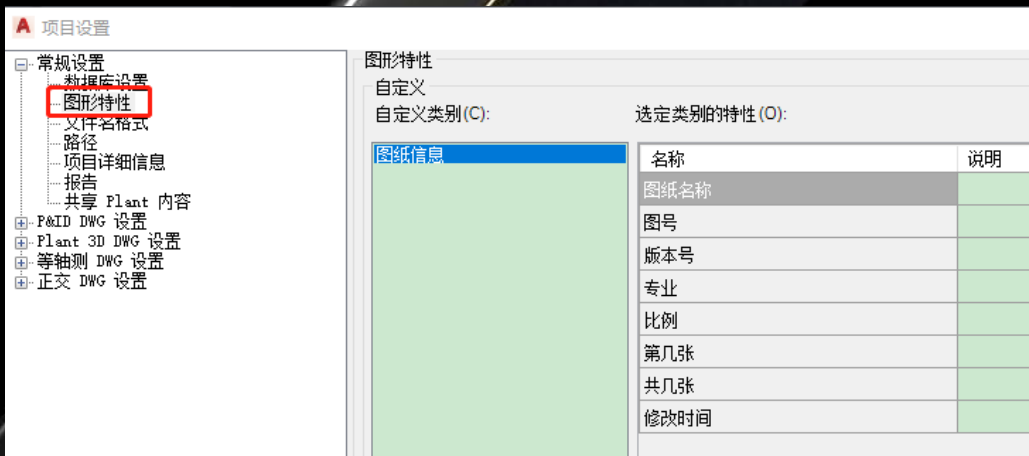 项目设置
常规设置
数据库设置
图形特性
文件名格式
路径
项目详细信息
报告
共享 Plant 内容
P&ID DWG 设置
Plant 3D DWG 设置
等轴测 DWG 设置
正交 DWG 设置
图形特性
自定义
自定义类别(C):
图纸信息
选定类别的特性(O):
名称 说明
图纸名称
图号
版本号
专业
比例
第几张
共几张
修改时间